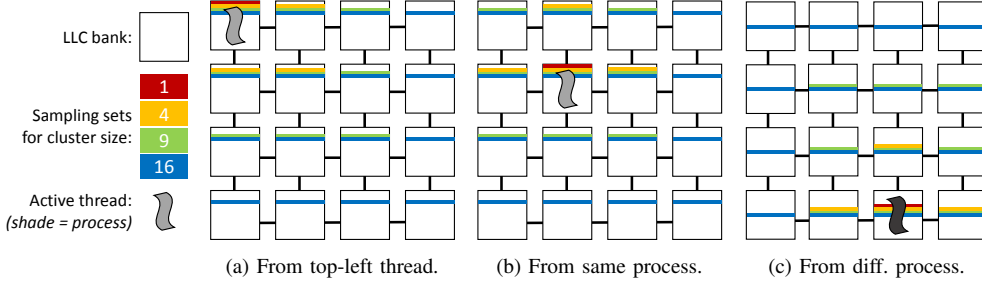 LLC bank:
1
Sampling sets
for cluster size:
4
9
16
Active thread:
(shade = process)
(a) From top-left thread.
(b) From same process.
(c) From diff. process.